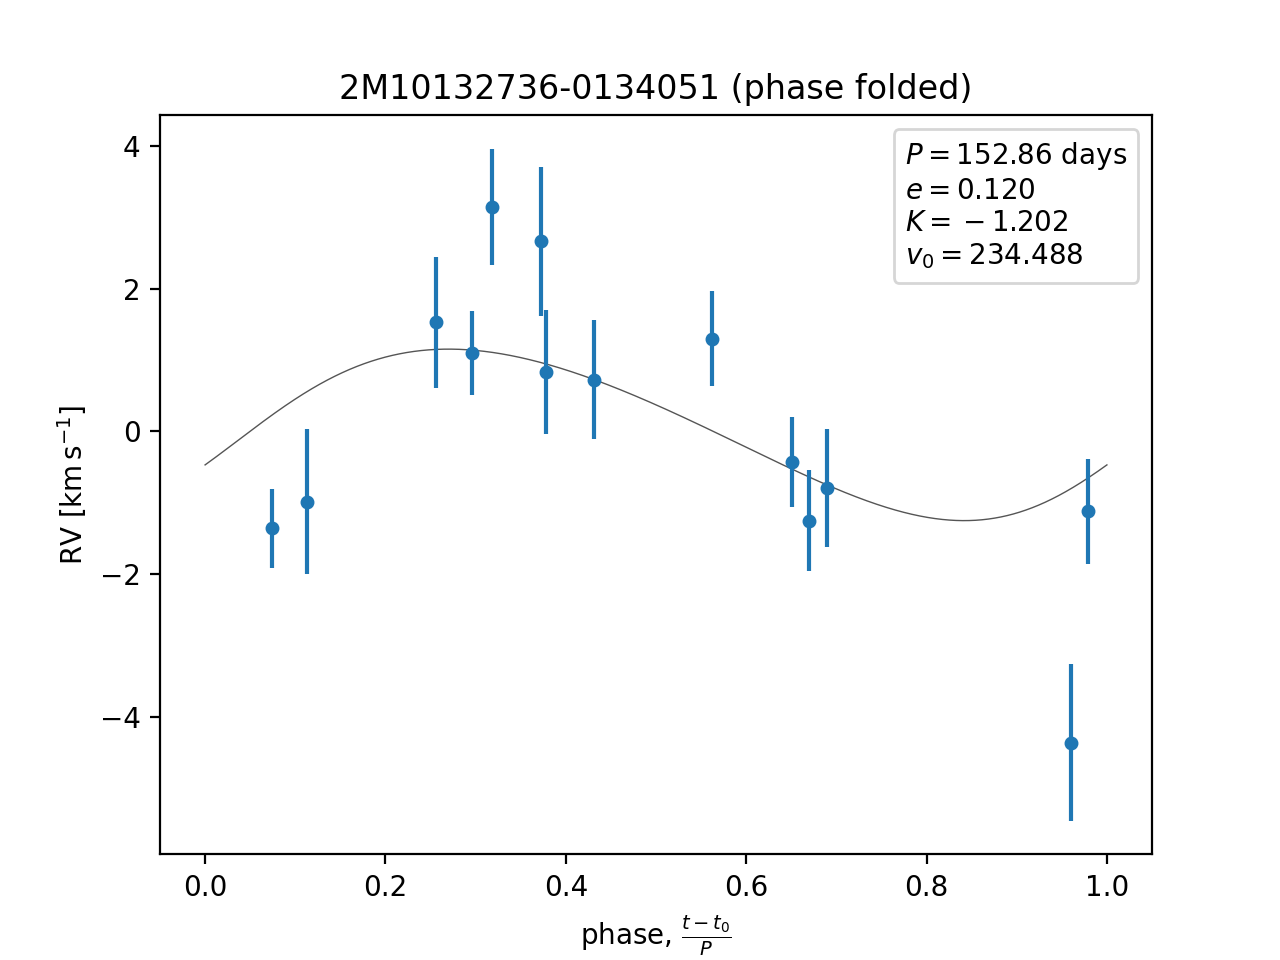 2M10132736-0134051 (phase folded)
P = 152.86 days
e = 0.120
K = −1.202
v₀ = 234.488
4
2
0
−2
−4
RV [km s⁻¹]
0.0 0.2 0.4 0.6 0.8 1.0
phase, (t − t₀)/P